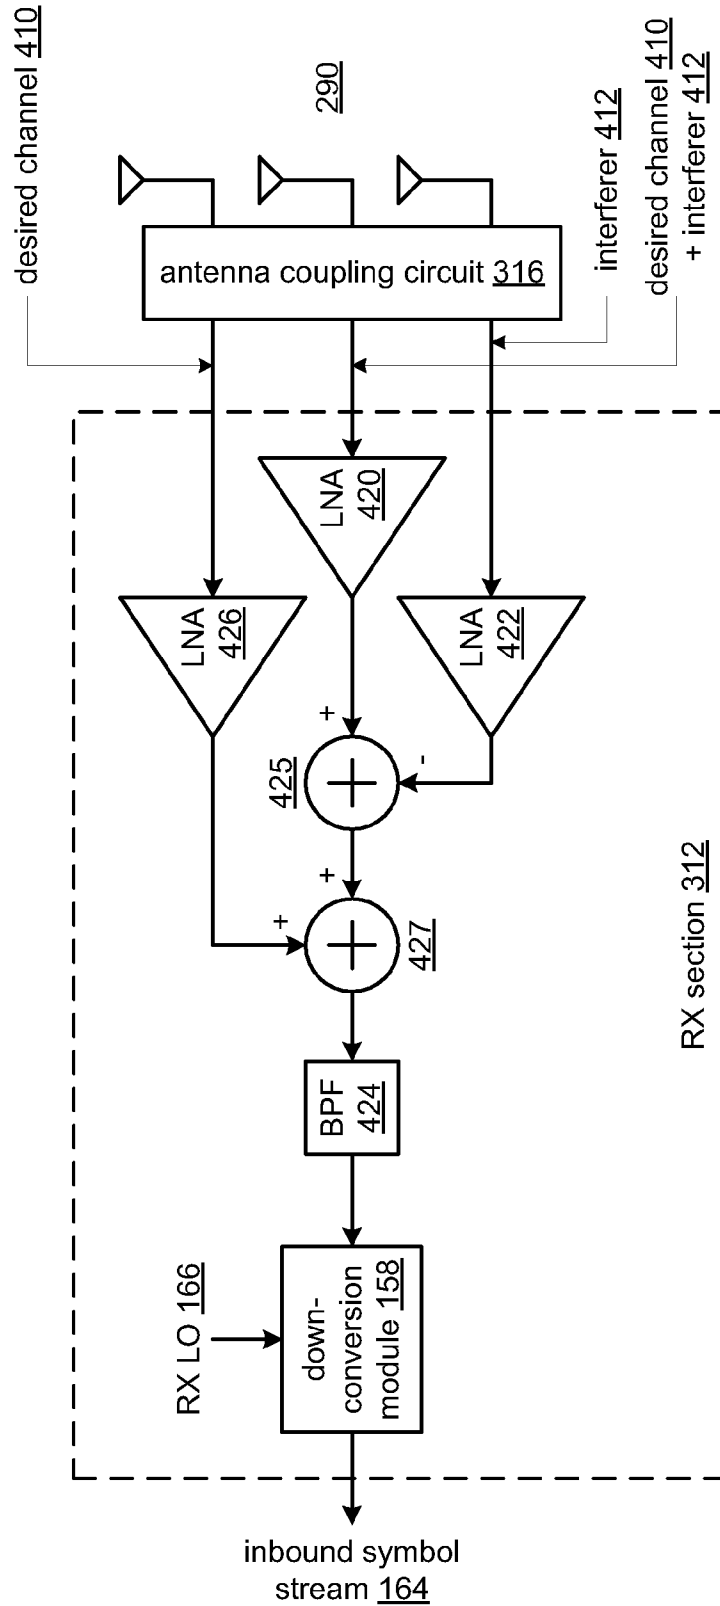 desired channel 410
290
interferer 412
desired channel 410
+ interferer 412
antenna coupling circuit 316
LNA
426
LNA
420
LNA
422
+
-
425
+
+
427
RX section 312
BPF
424
RX LO 166
down-
conversion
module 158
inbound symbol
stream 164